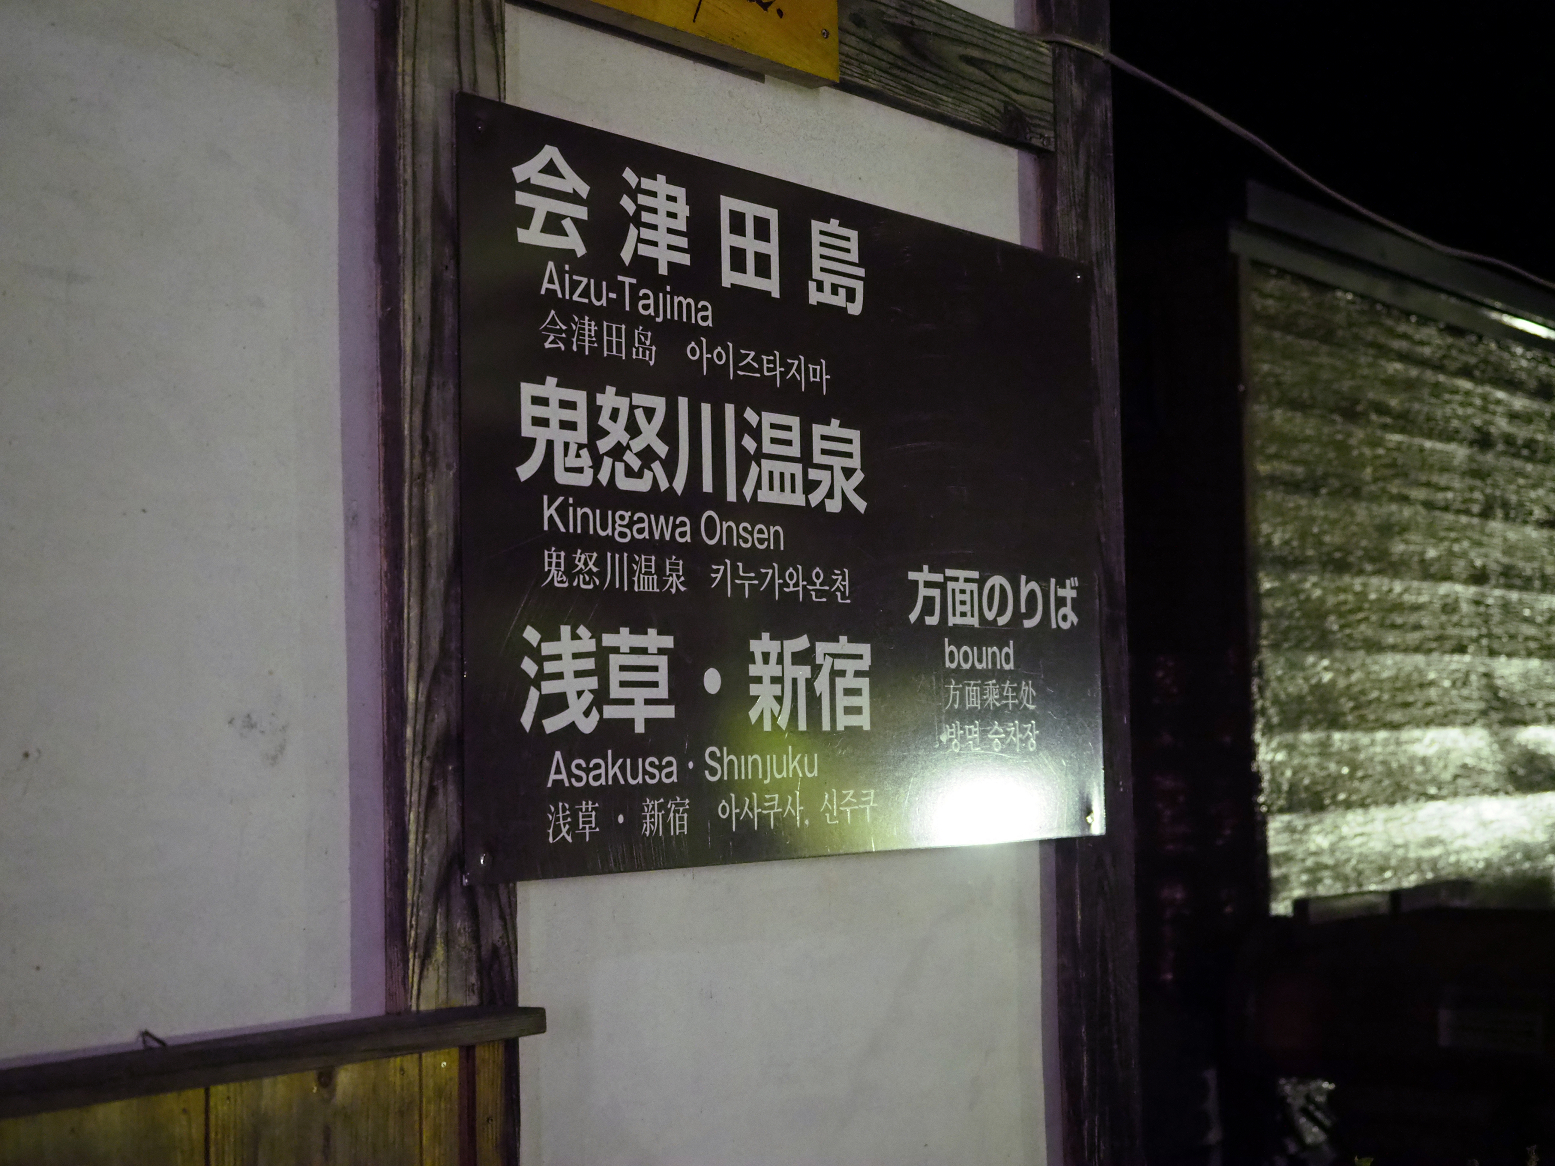 会津田島
Aizu-Tajima
会津田岛 아이즈타지마
鬼怒川温泉
Kinugawa Onsen
鬼怒川温泉 키누가와온천
浅草・新宿
Asakusa・Shinjuku
浅草・新宿 아사쿠사, 신주쿠
方面のりば
bound
方面乘车处
방면 승차장